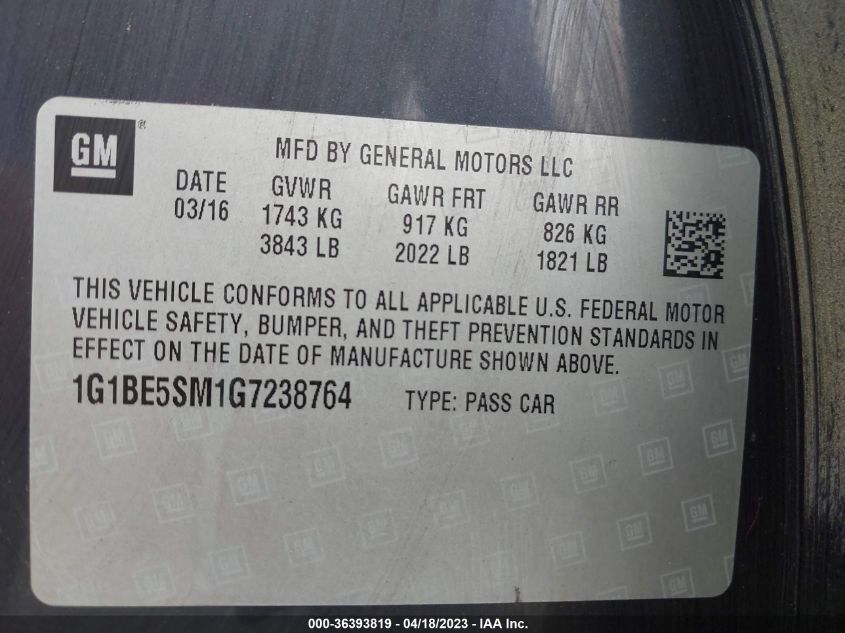 GM®
MFD BY GENERAL MOTORS LLC
DATE GVWR GAWR FRT GAWR RR
03/16 1743 KG 917 KG 826 KG
3843 LB 2022 LB 1821 LB
THIS VEHICLE CONFORMS TO ALL APPLICABLE U.S. FEDERAL MOTOR
VEHICLE SAFETY, BUMPER, AND THEFT PREVENTION STANDARDS IN
EFFECT ON THE DATE OF MANUFACTURE SHOWN ABOVE.
1G1BE5SM1G7238764 TYPE: PASS CAR
000-36393819 - 04/18/2023 - IAA Inc.